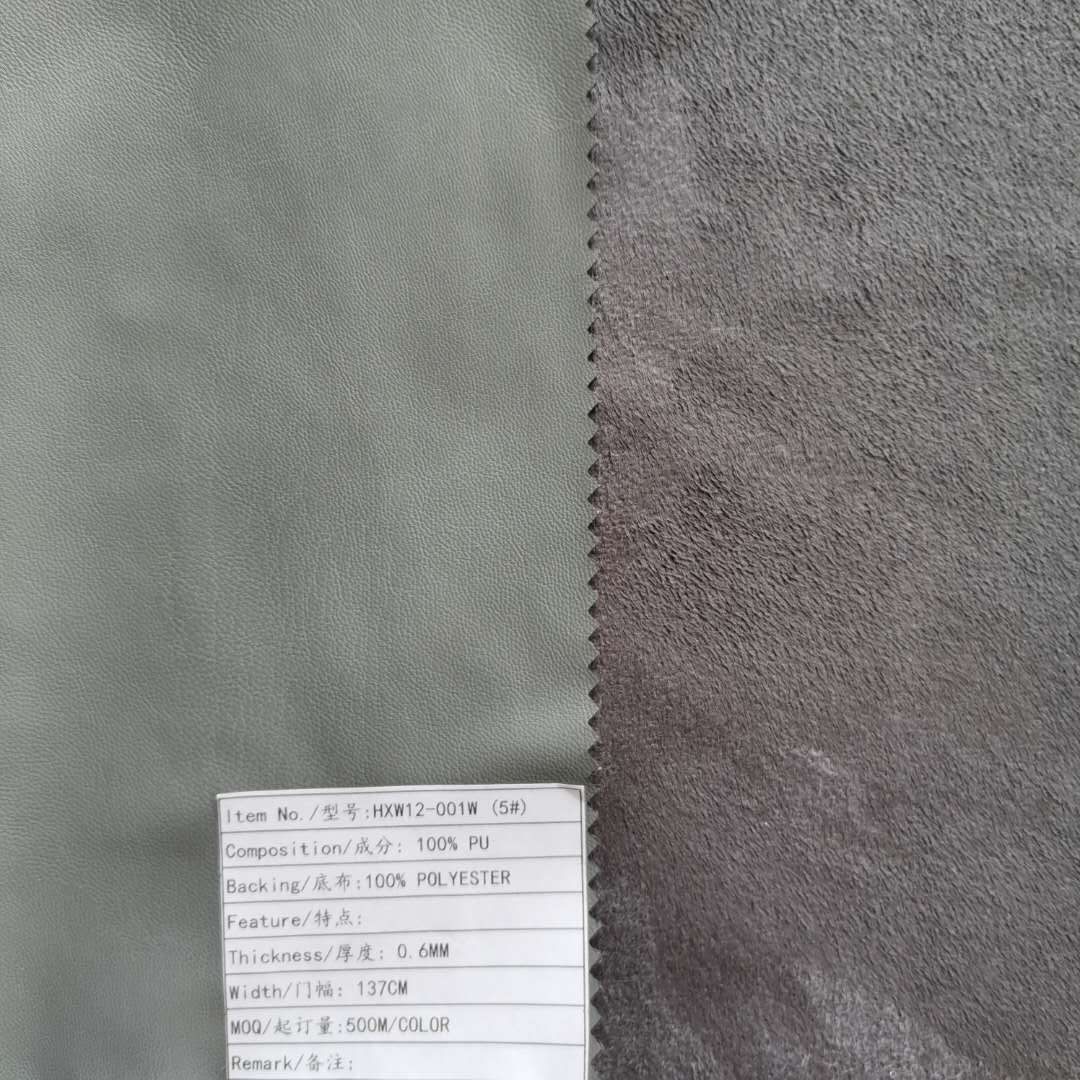 Item No./型号:HXW12-001W (5#)
Composition/成分: 100% PU
Backing/底布:100% POLYESTER
Feature/特点:
Thickness/厚度: 0.6MM
Width/门幅: 137CM
MOQ/起订量:500M/COLOR
Remark/备注: